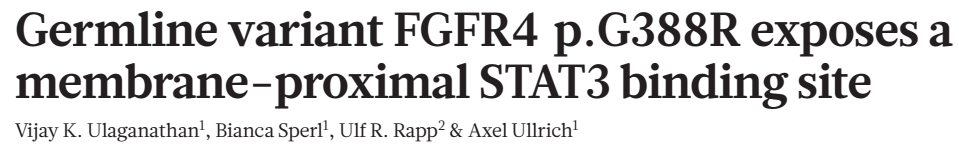 Germline variant FGFR4 p.G388R exposes a
membrane-proximal STAT3 binding site
Vijay K. Ulaganathan¹, Bianca Sperl¹, Ulf R. Rapp² & Axel Ullrich¹